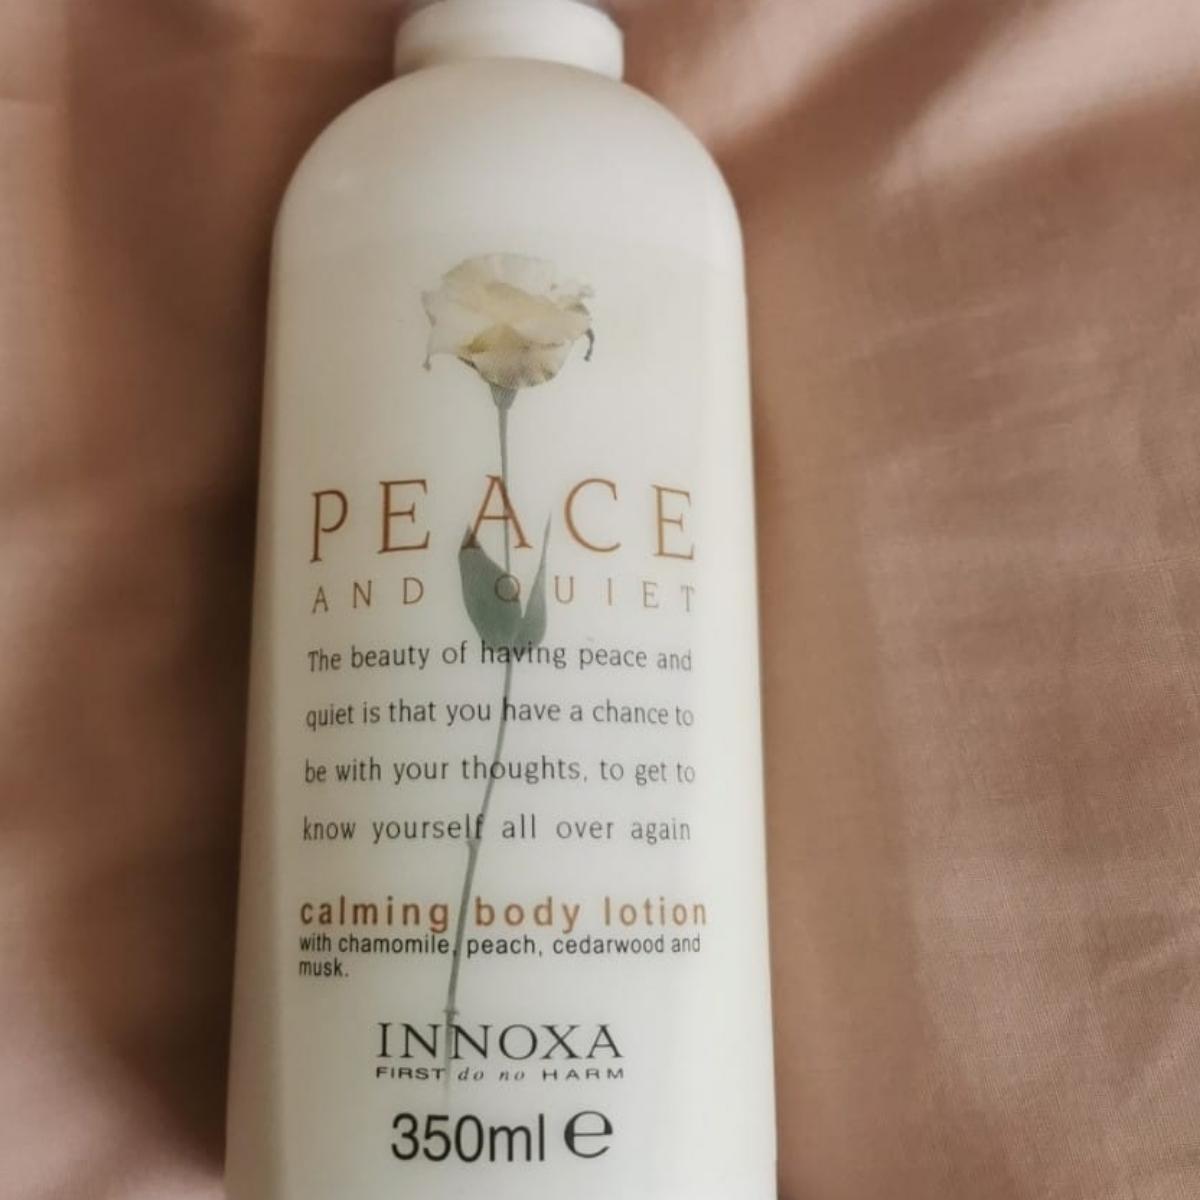 PEACE
AND QUIET
The beauty of having peace and
quiet is that you have a chance to
be with your thoughts, to get to
know yourself all over again
calming body lotion
with chamomile, peach, cedarwood and
musk.
INNOXA
FIRST do no HARM
350ml e